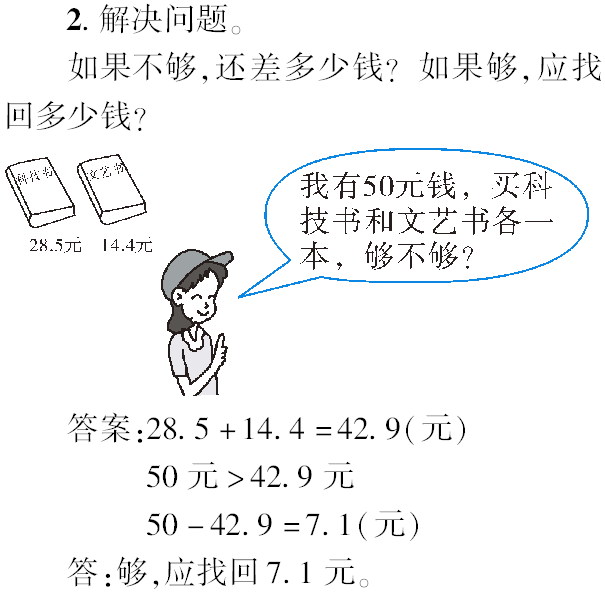 2. 解决问题。
如果不够,还差多少钱? 如果够,应找
回多少钱?
科技书 文艺书
28.5元 14.4元
我有50元钱，买科
技书和文艺书各一
本，够不够?
答案:28.5+14.4=42.9(元)
50元>42.9元
50-42.9=7.1(元)
答:够,应找回7.1元。